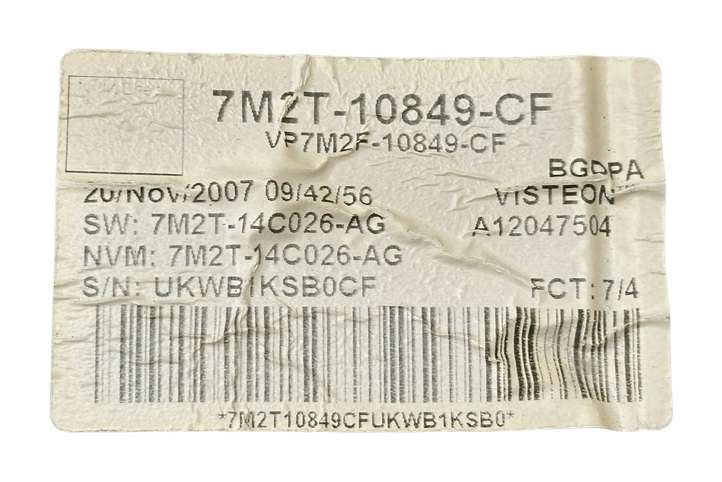 7M2T-10849-CF
VP7M2F-10849-CF
BGDPA
20/Nov/2007 09/42/56 VISTEON
SW: 7M2T-14C026-AG A12047504
NVM: 7M2T-14C026-AG
S/N: UKWB1KSB0CF FCT: 7/4
*7M2T10849CFUKWB1KSB0*